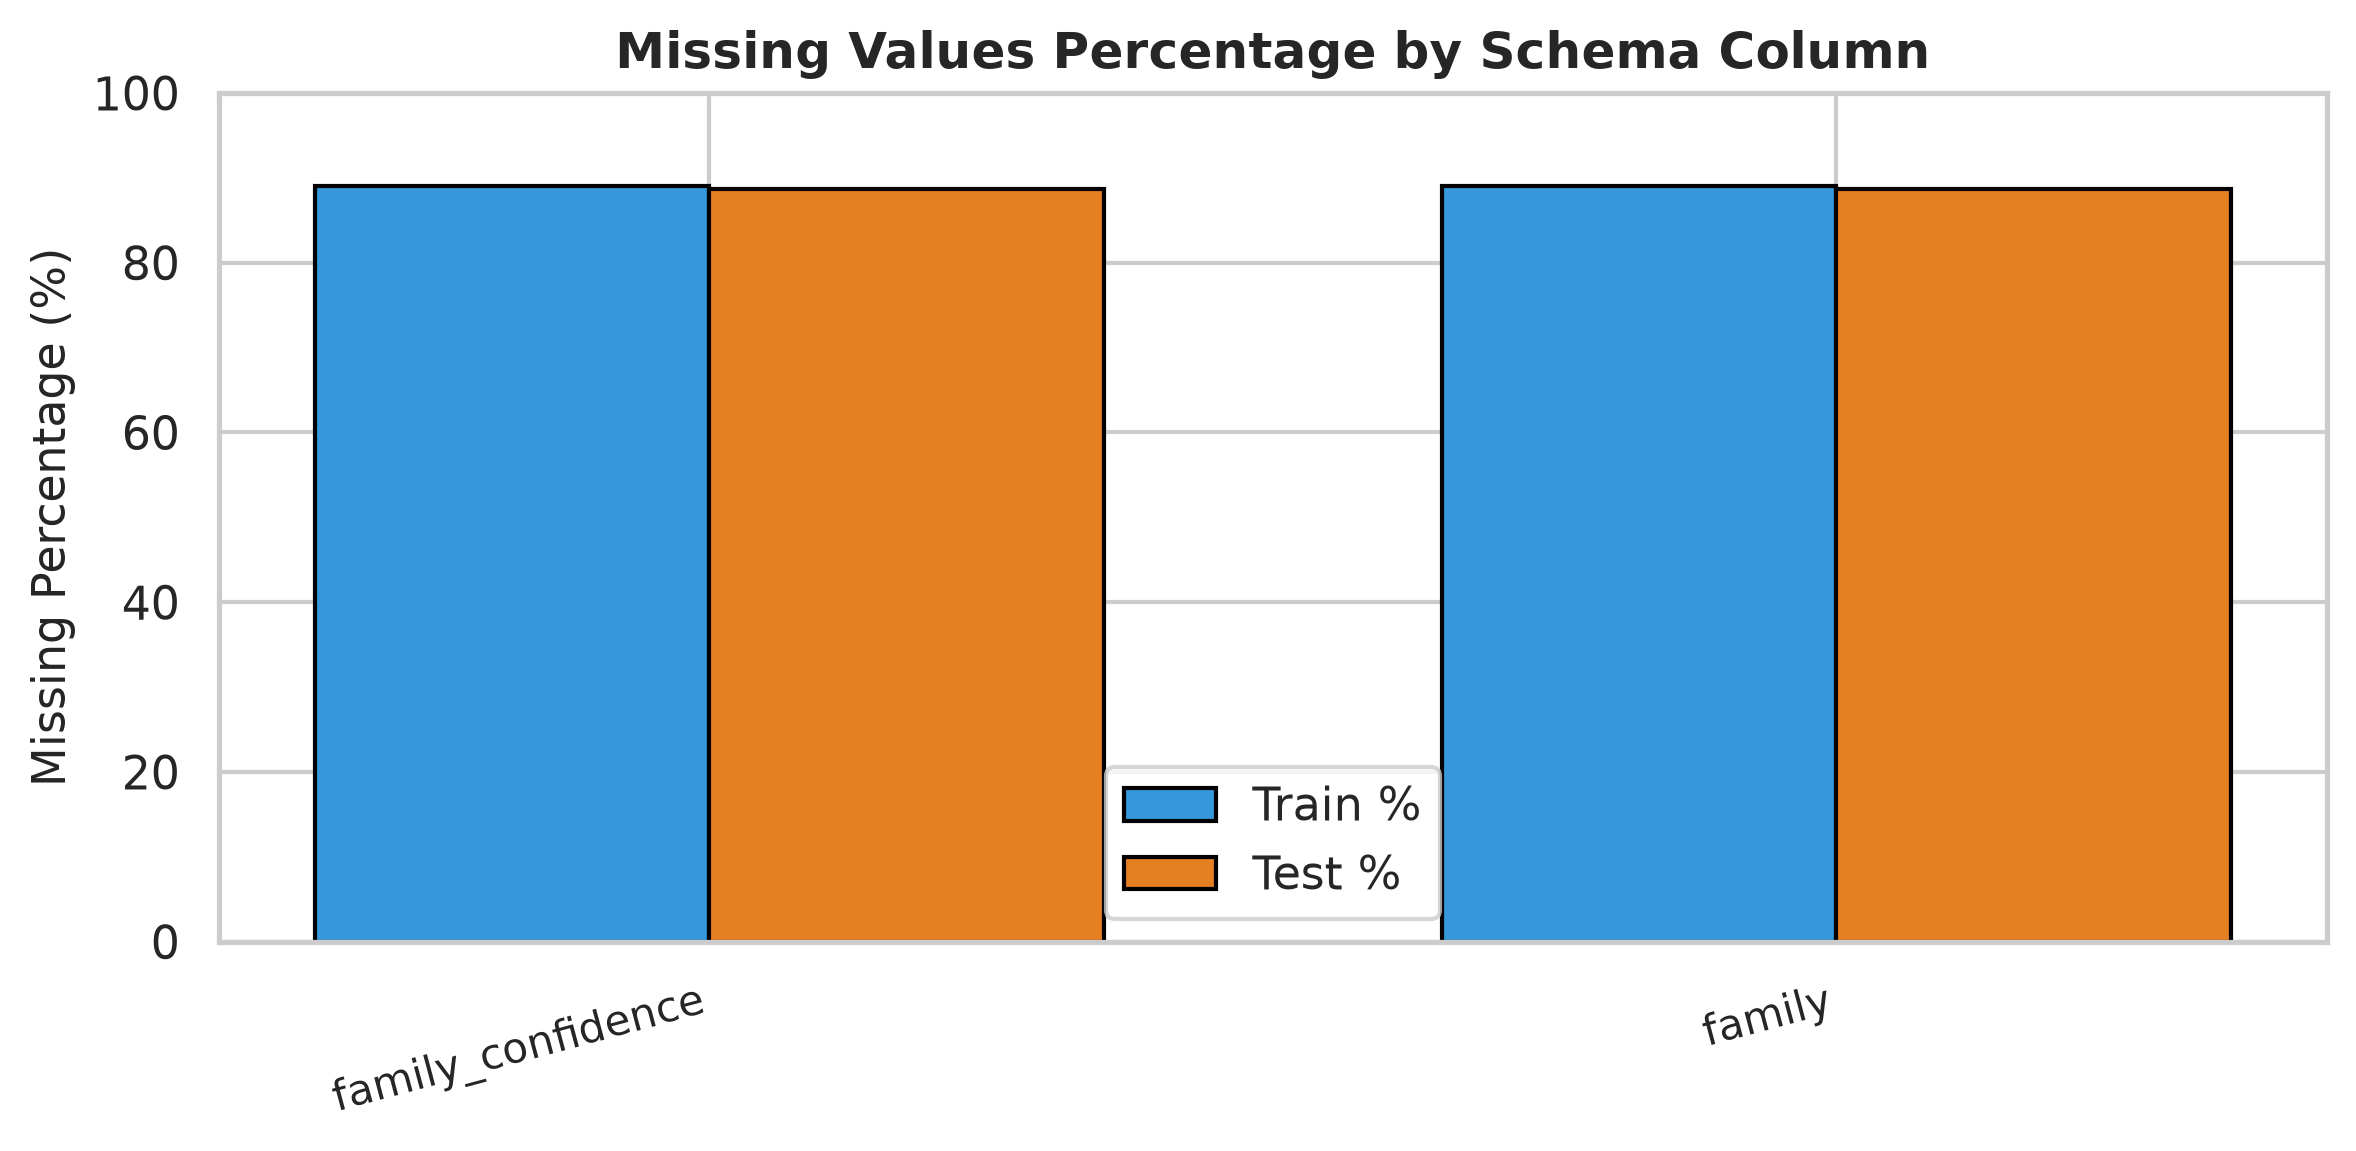 Missing Values Percentage by Schema Column
Missing Percentage (%)
100
80
60
40
20
0
Train %
Test %
family_confidence
family